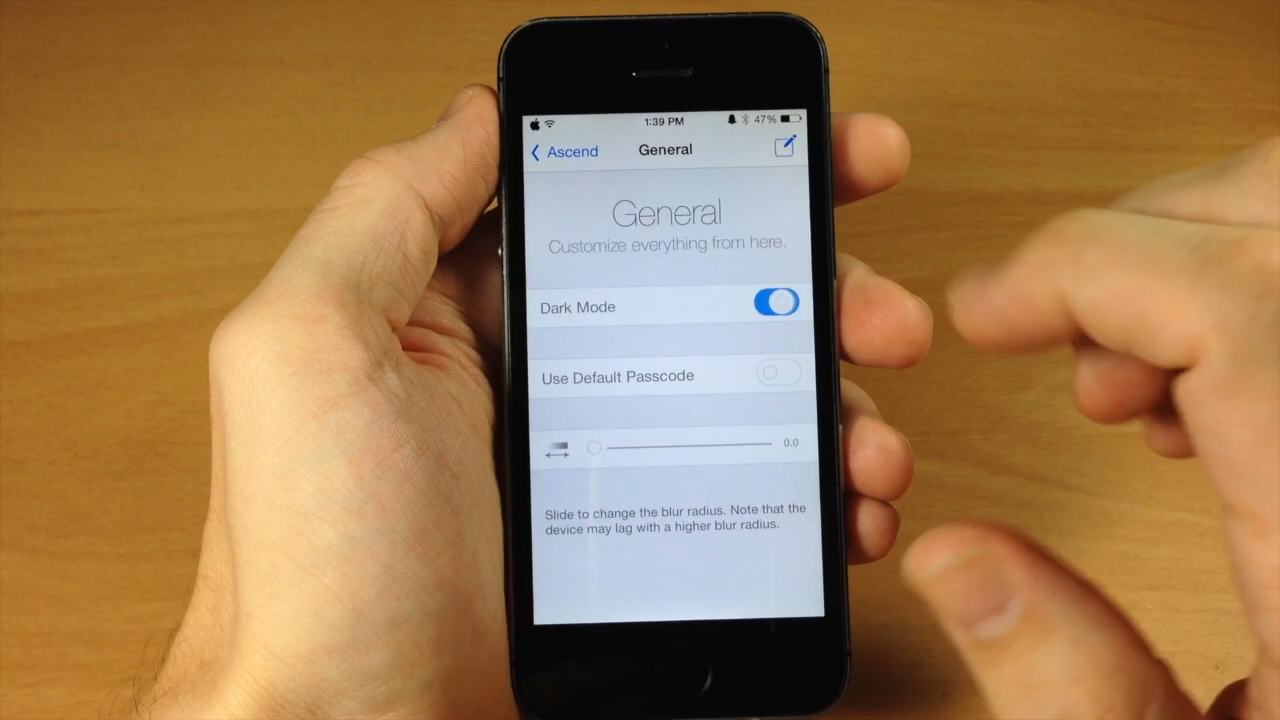 1:39 PM 47%
Ascend General
General
Customize everything from here.
Dark Mode
Use Default Passcode
0.0
Slide to change the blur radius. Note that the
device may lag with a higher blur radius.